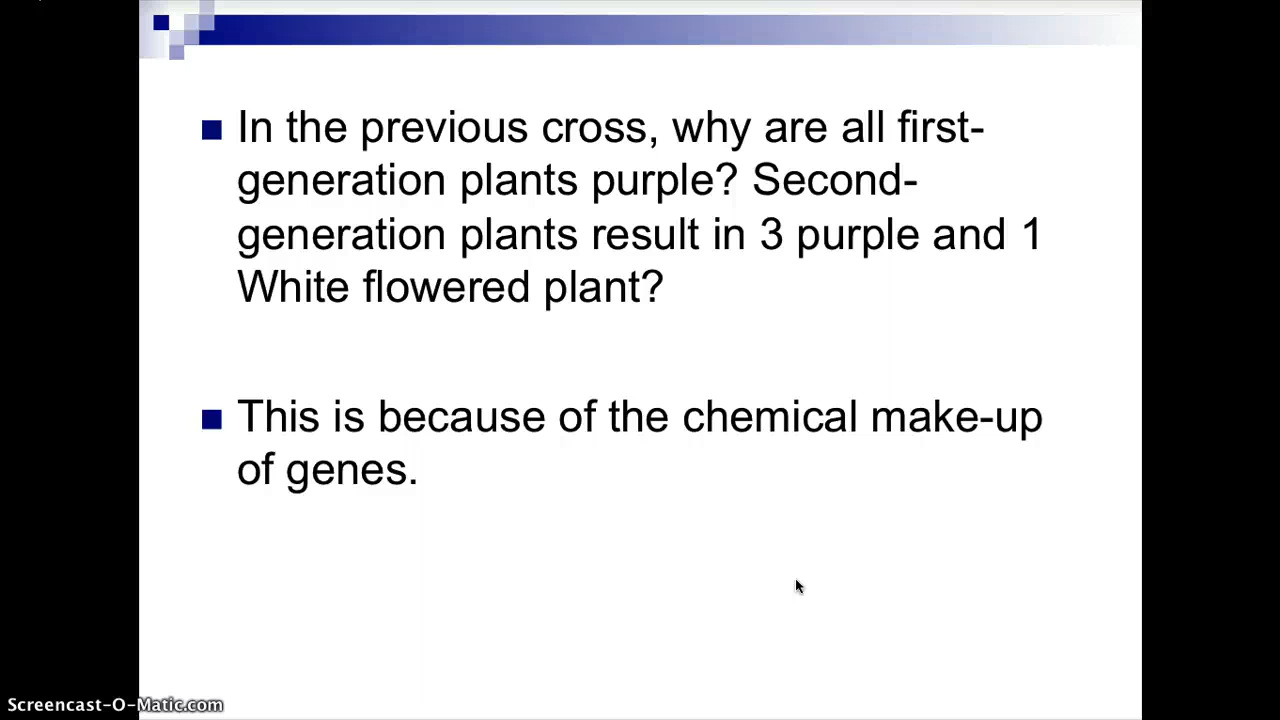 In the previous cross, why are all first-
generation plants purple? Second-
generation plants result in 3 purple and 1
White flowered plant?
This is because of the chemical make-up
of genes.
Screencast-O-Matic.com